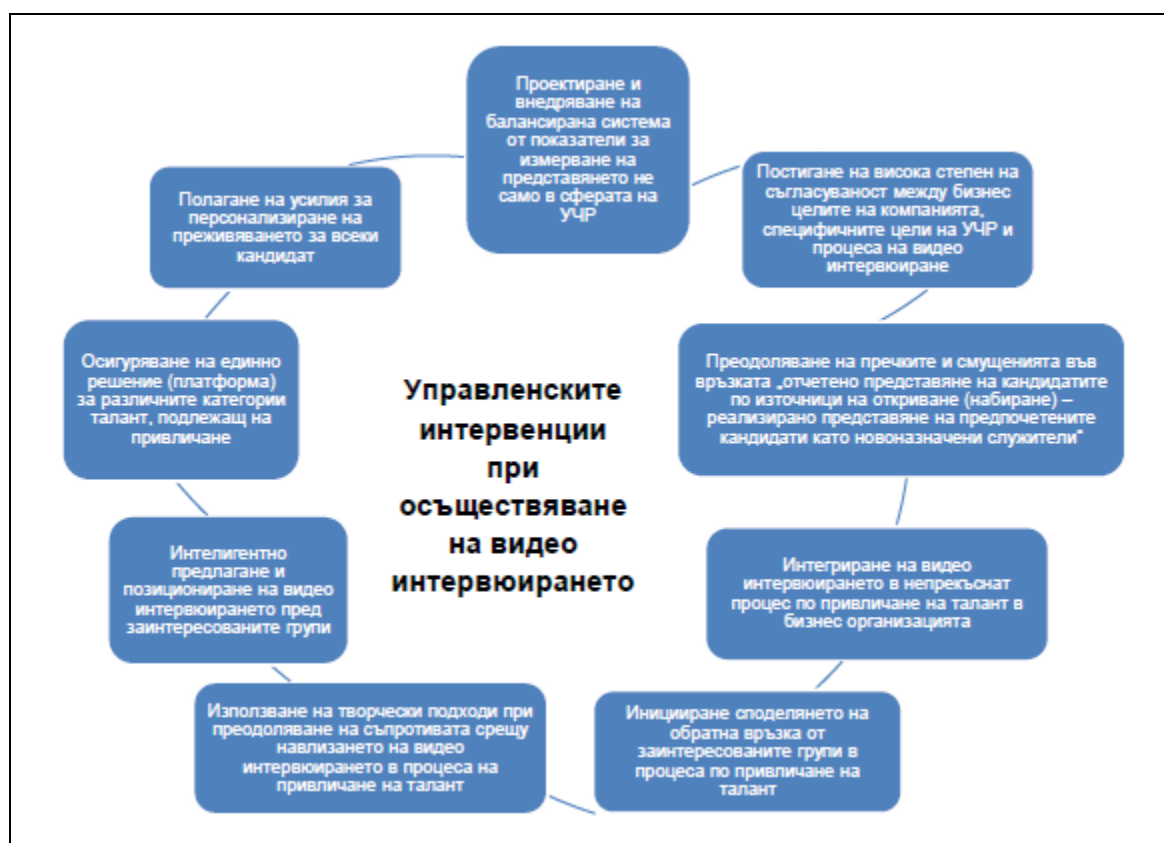 Проектиране и
внедряване на
балансирана система
от показатели за
измерване на
представянето не
само в сферата на
УЧР
Постигане на висока степен на
съгласуваност между бизнес
целите на компанията,
специфичните цели на УЧР и
процеса на видео
интервюиране
Преодоляване на пречките и смущенията във
връзката „отчетено представяне на кандидатите
по източници на откриване (набиране) –
реализирано представяне на предпочетените
кандидати като новоназначени служители“
Интегриране на видео
интервюирането в непрекъснат
процес по привличане на талант в
бизнес организацията
Иницииране споделянето на
обратна връзка от
заинтересованите групи в
процеса по привличане на
талант
Използване на творчески подходи при
преодоляване на съпротивата срещу
навлизането на видео
интервюирането в процеса на
привличане на талант
Интелигентно
предлагане и
позициониране на видео
интервюирането пред
заинтересованите групи
Осигуряване на единно
решение (платформа)
за различните категории
талант, подлежащ на
привличане
Полагане на усилия за
персонализиране на
преживяването за всеки
кандидат
Управленските
интервенции
при
осъществяване
на видео
интервюирането